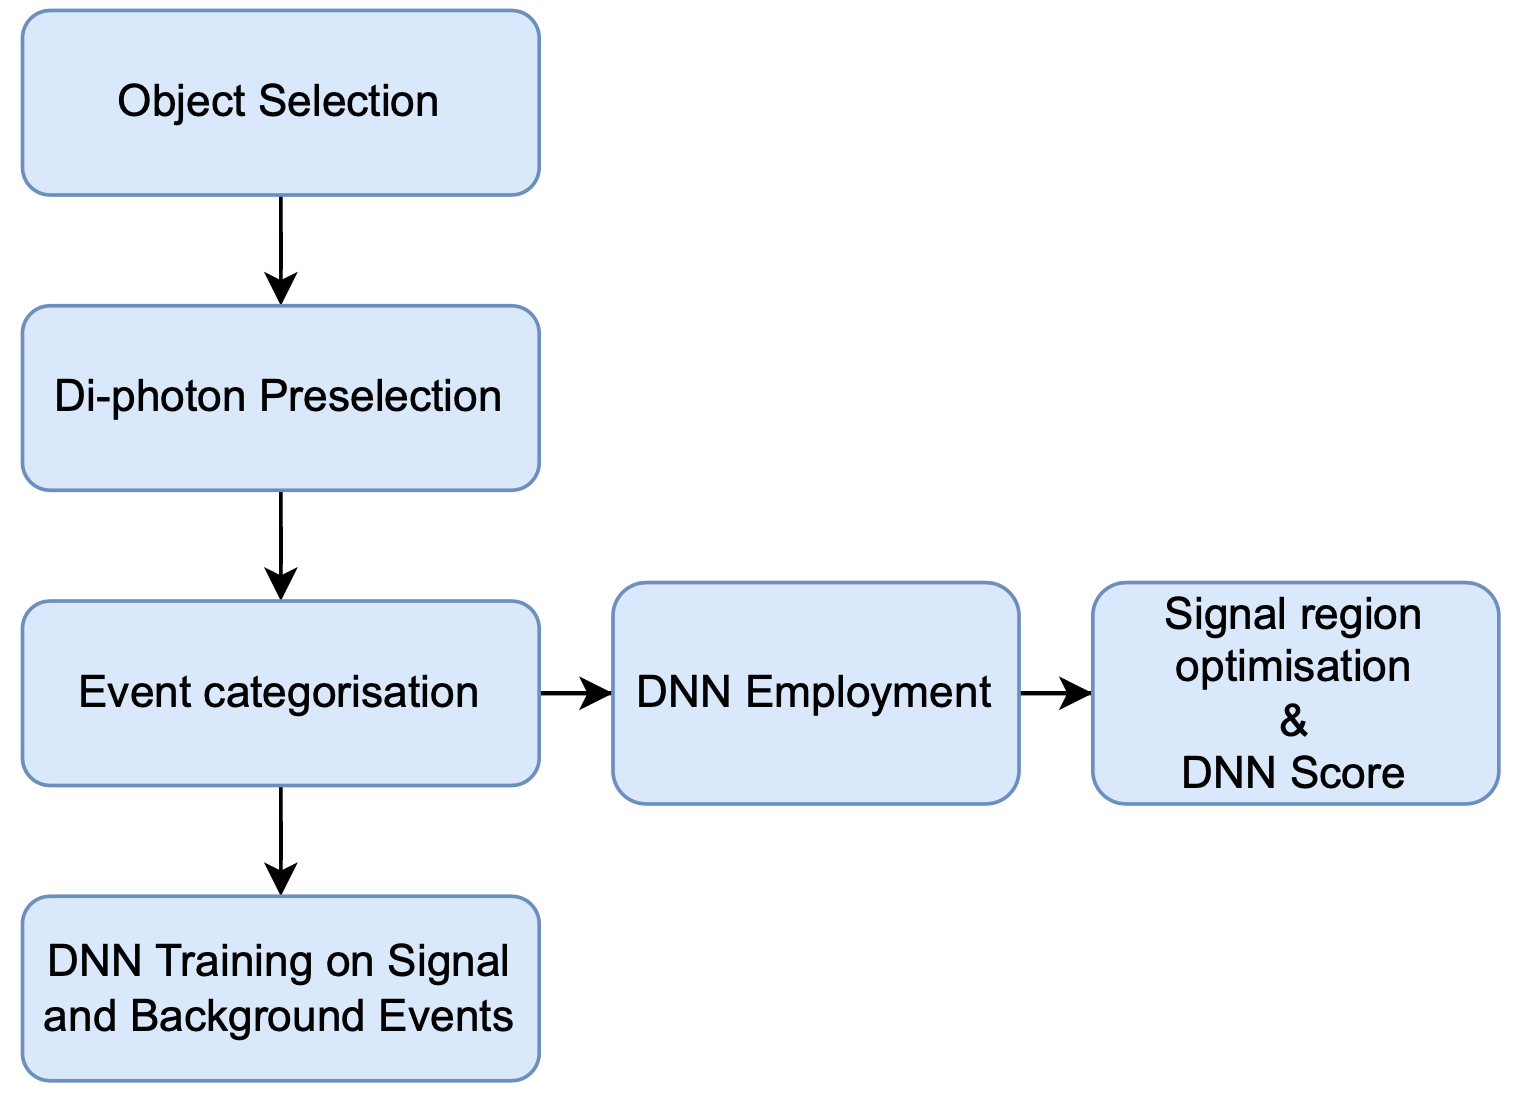 Object Selection
Di-photon Preselection
Event categorisation
DNN Employment
Signal region
optimisation
&
DNN Score
DNN Training on Signal
and Background Events